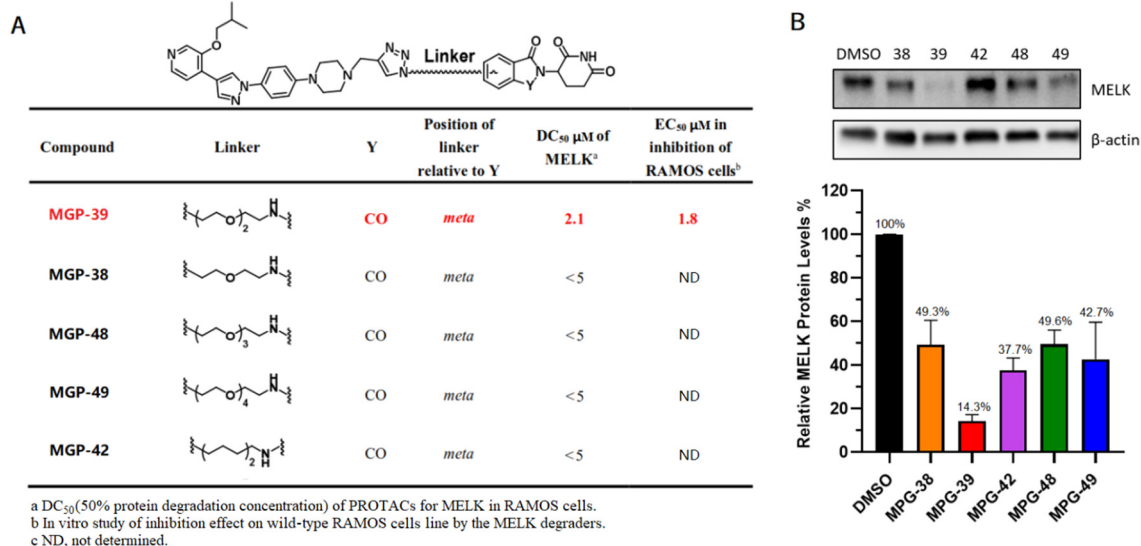 A
N
O
N
N
N
N
N
N
N
N
Linker
O
N
Y
O
NH
O
Compound
Linker
Y
Position of
linker
relative to Y
DC50 μM of
MELKa
EC50 μM in
inhibition of
RAMOS cellsb
MGP-39
O
2
H
N
CO
meta
2.1
1.8
MGP-38
O
H
N
CO
meta
<5
ND
MGP-48
O
3
H
N
CO
meta
<5
ND
MGP-49
O
4
H
N
CO
meta
<5
ND
MGP-42
2
N
H
CO
meta
<5
ND
a DC50(50% protein degradation concentration) of PROTACs for MELK in RAMOS cells.
b In vitro study of inhibition effect on wild-type RAMOS cells line by the MELK degraders.
c ND, not determined.
B
DMSO 38 39 42 48 49
MELK
β-actin
Relative MELK Protein Levels %
120
100
80
60
40
20
0
100%
49.3%
14.3%
37.7%
49.6%
42.7%
DMSO
MPG-38
MPG-39
MPG-42
MPG-48
MPG-49